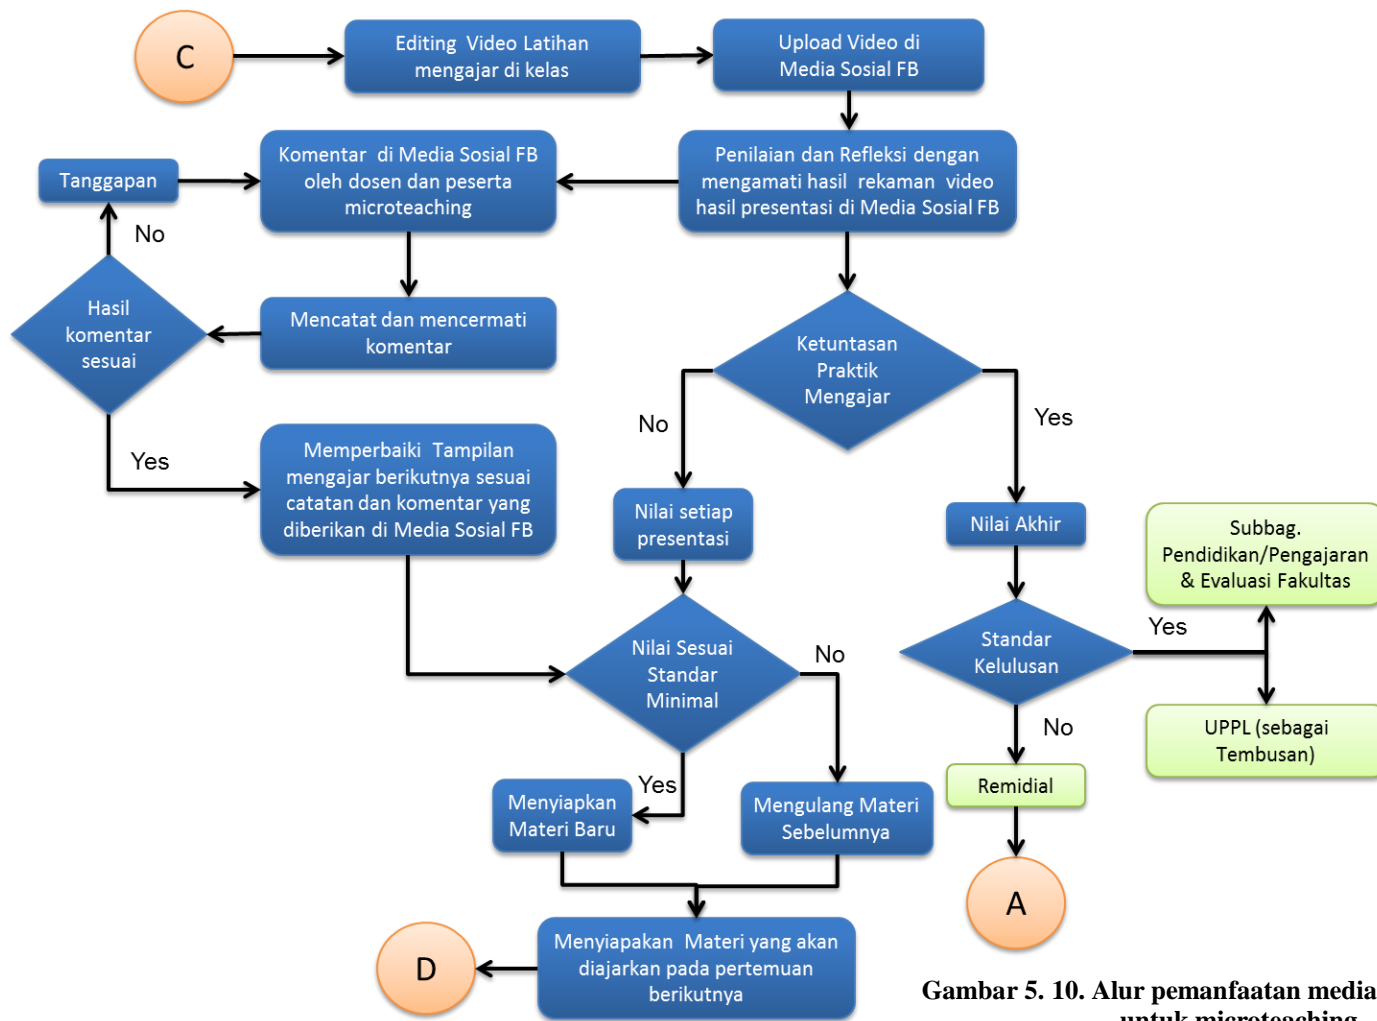 C
Editing Video Latihan
mengajar di kelas
Upload Video di
Media Sosial FB
Tanggapan
Komentar di Media Sosial FB
oleh dosen dan peserta
microteaching
Penilaian dan Refleksi dengan
mengamati hasil rekaman video
hasil presentasi di Media Sosial FB
No
Hasil
komentar
sesuai
Mencatat dan mencermati
komentar
Ketuntasan
Praktik
Mengajar
No
Yes
Yes
Memperbaiki Tampilan
mengajar berikutnya sesuai
catatan dan komentar yang
diberikan di Media Sosial FB
Nilai setiap
presentasi
Nilai Akhir
Subbag.
Pendidikan/Pengajaran
& Evaluasi Fakultas
Nilai Sesuai
Standar
Minimal
No
Standar
Kelulusan
Yes
No
UPPL (sebagai
Tembusan)
Yes
Menyiapkan
Materi Baru
Mengulang Materi
Sebelumnya
Remidial
A
D
Menyiapakan Materi yang akan
diajarkan pada pertemuan
berikutnya
Gambar 5. 10. Alur pemanfaatan media
untuk microteaching